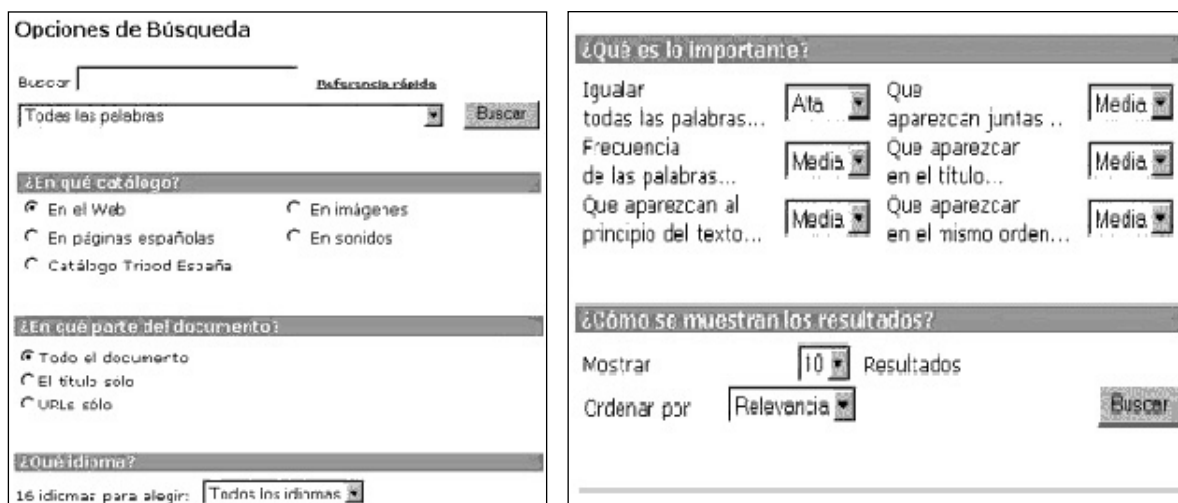 Opciones de Búsqueda
Buscar
Referencia rápida
Todas las palabras
Buscar
¿En qué catálogo?
En el Web
En imágenes
En páginas españolas
En sonidos
Catálogo Tripod España
¿En qué parte del documento?
Todo el documento
El título sólo
URLs sólo
¿Qué idioma?
16 idiomas para elegir: Todos los idiomas
¿Qué es lo importante?
Igualar
todas las palabras... Alta
Que
aparezcan juntas .. Media
Frecuencia
de las palabras... Media
Que aparezcar
en el título... Media
Que aparezcan al
principio del texto... Media
Que aparezcar
en el mismo orden... Media
¿Cómo se muestran los resultados?
Mostrar 10 Resultados
Ordenar por Relevancia Buscar